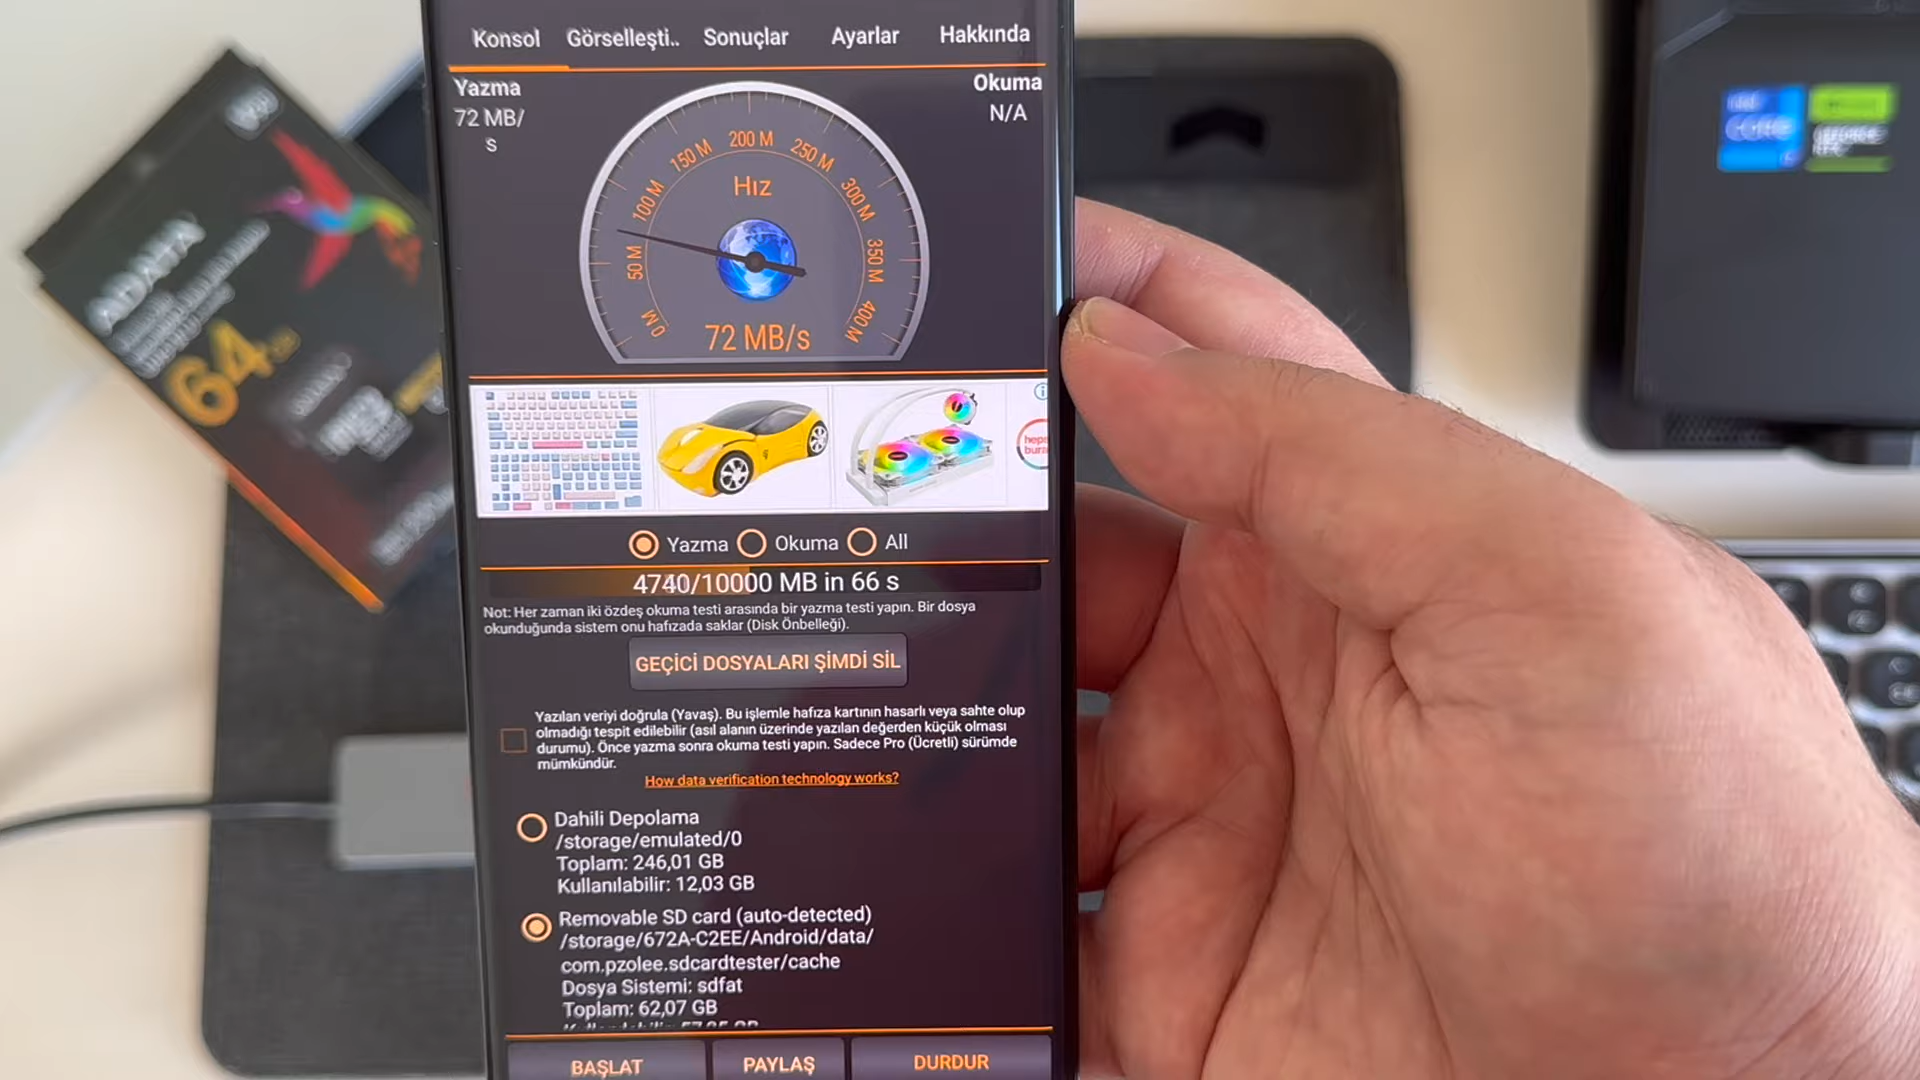 Konsol Görselleşti.. Sonuçlar Ayarlar Hakkında
Yazma
72 MB/
s
Okuma
N/A
0 M 50 M 100 M 150 M 200 M 250 M 300 M 350 M 400 M
Hız
72 MB/s
heps
bura
Yazma Okuma All
4740/10000 MB in 66 s
Not: Her zaman iki özdeş okuma testi arasında bir yazma testi yapın. Bir dosya
okunduğunda sistem onu hafızada saklar (Disk Önbelleği).
GEÇİCİ DOSYALARI ŞİMDİ SİL
Yazılan veriyi doğrula (Yavaş). Bu işlemle hafıza kartının hasarlı veya sahte olup
olmadığı tespit edilebilir (asıl alanın üzerinde yazılan değerden küçük olması
durumu). Önce yazma sonra okuma testi yapın. Sadece Pro (Ücretli) sürümde
mümkündür.
How data verification technology works?
Dahili Depolama
/storage/emulated/0
Toplam: 246,01 GB
Kullanılabilir: 12,03 GB
Removable SD card (auto-detected)
/storage/672A-C2EE/Android/data/
com.pzolee.sdcardtester/cache
Dosya Sistemi: sdfat
Toplam: 62,07 GB
BAŞLAT PAYLAŞ DURDUR
ADATA
64
CORE